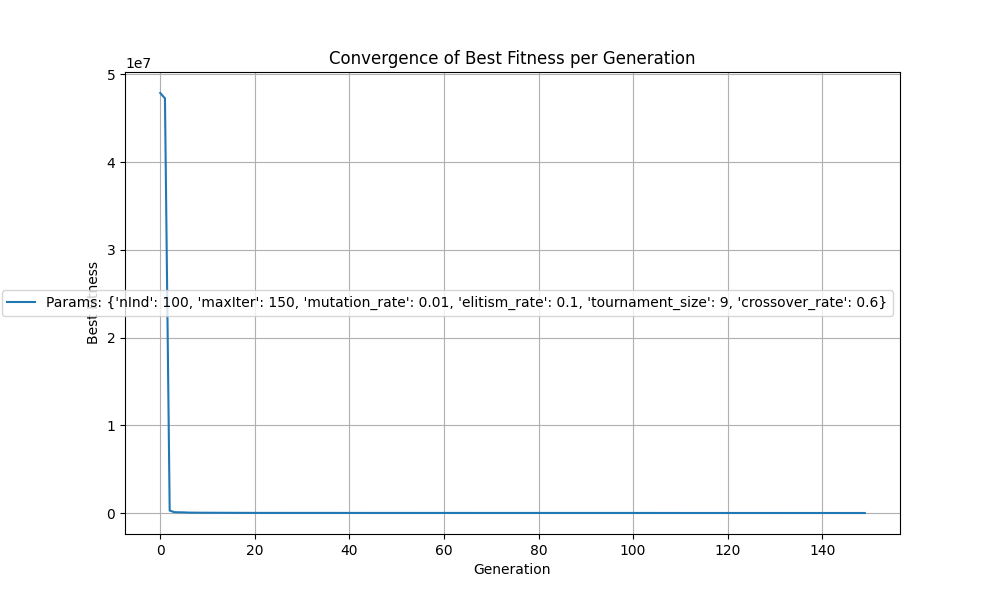 Convergence of Best Fitness per Generation
1e7
5
4
3
Params: {'nInd': 100, 'maxIter': 150, 'mutation_rate': 0.01, 'elitism_rate': 0.1, 'tournament_size': 9, 'crossover_rate': 0.6}
Best Fitness
2
1
0
0 20 40 60 80 100 120 140
Generation